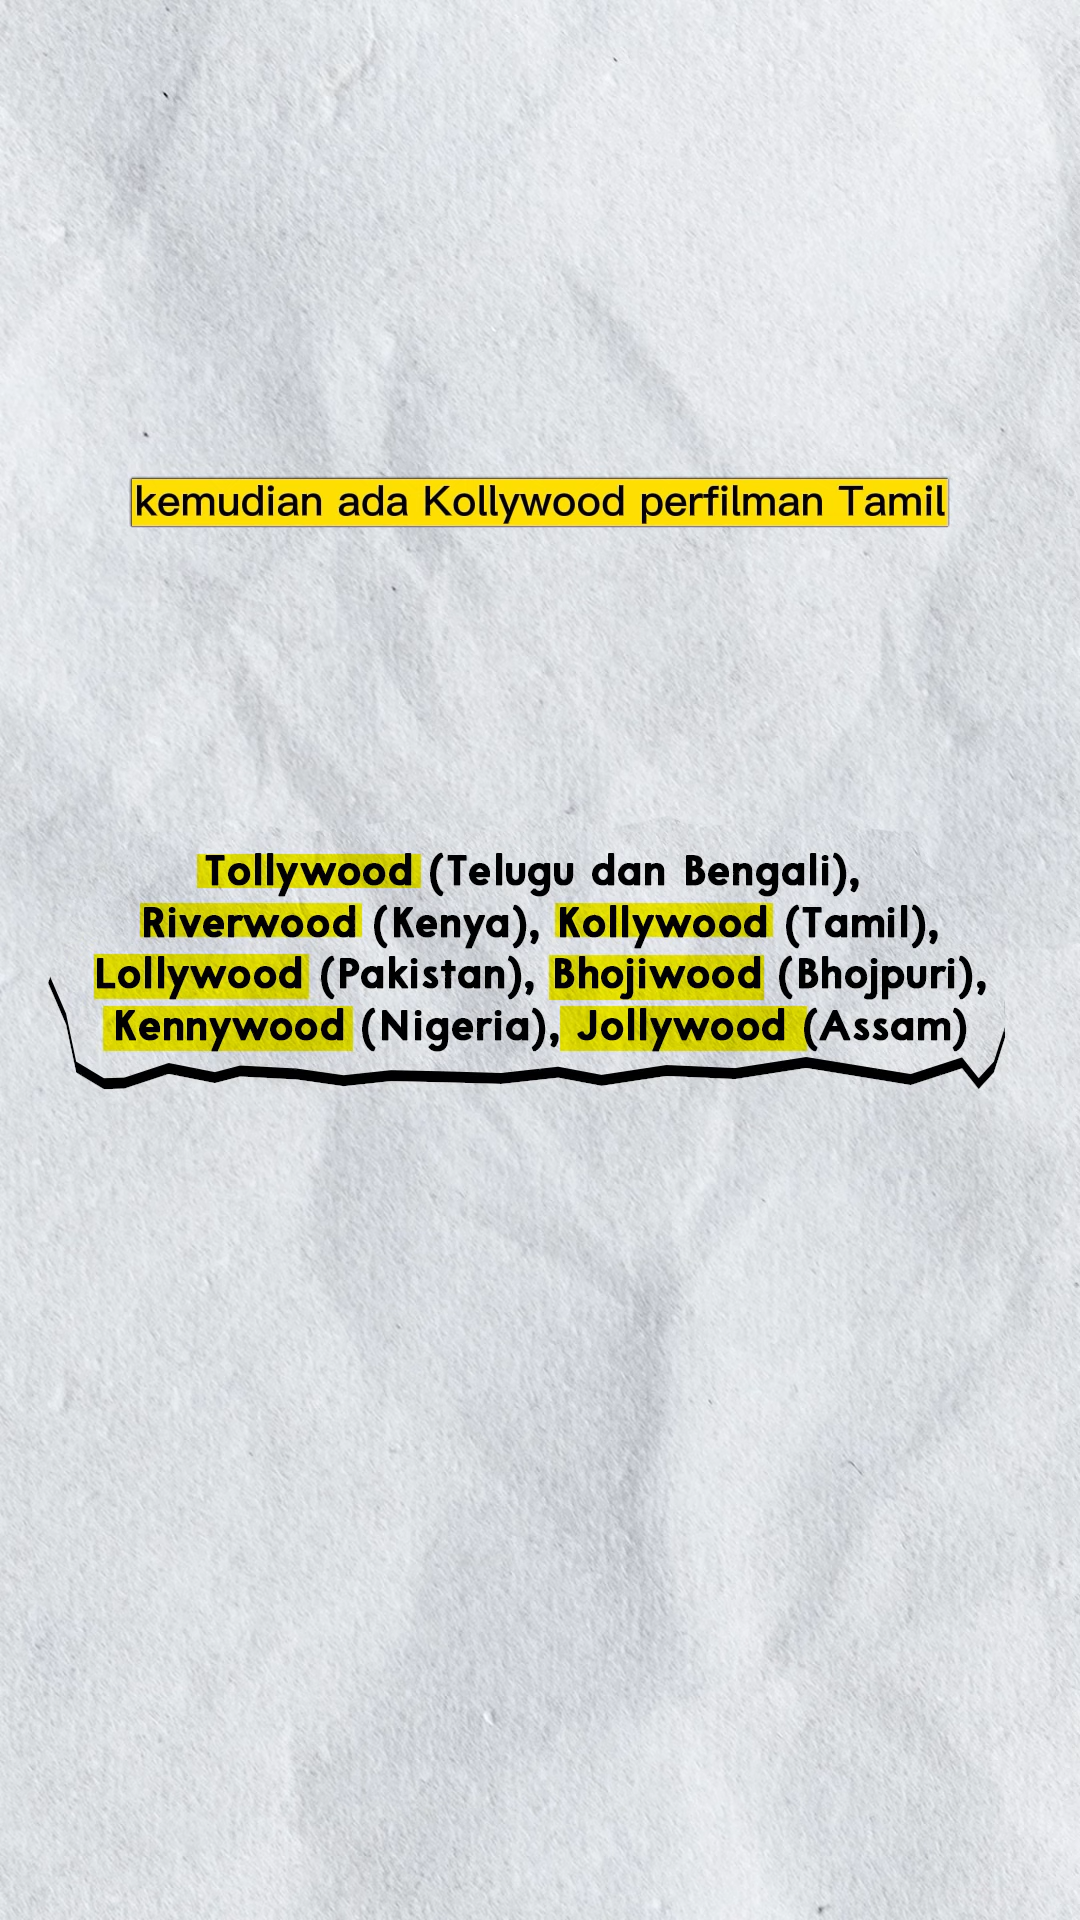 kemudian ada Kollywood perfilman Tamil
Tollywood (Telugu dan Bengali),
Riverwood (Kenya), Kollywood (Tamil),
Lollywood (Pakistan), Bhojiwood (Bhojpuri),
Kennywood (Nigeria), Jollywood (Assam)